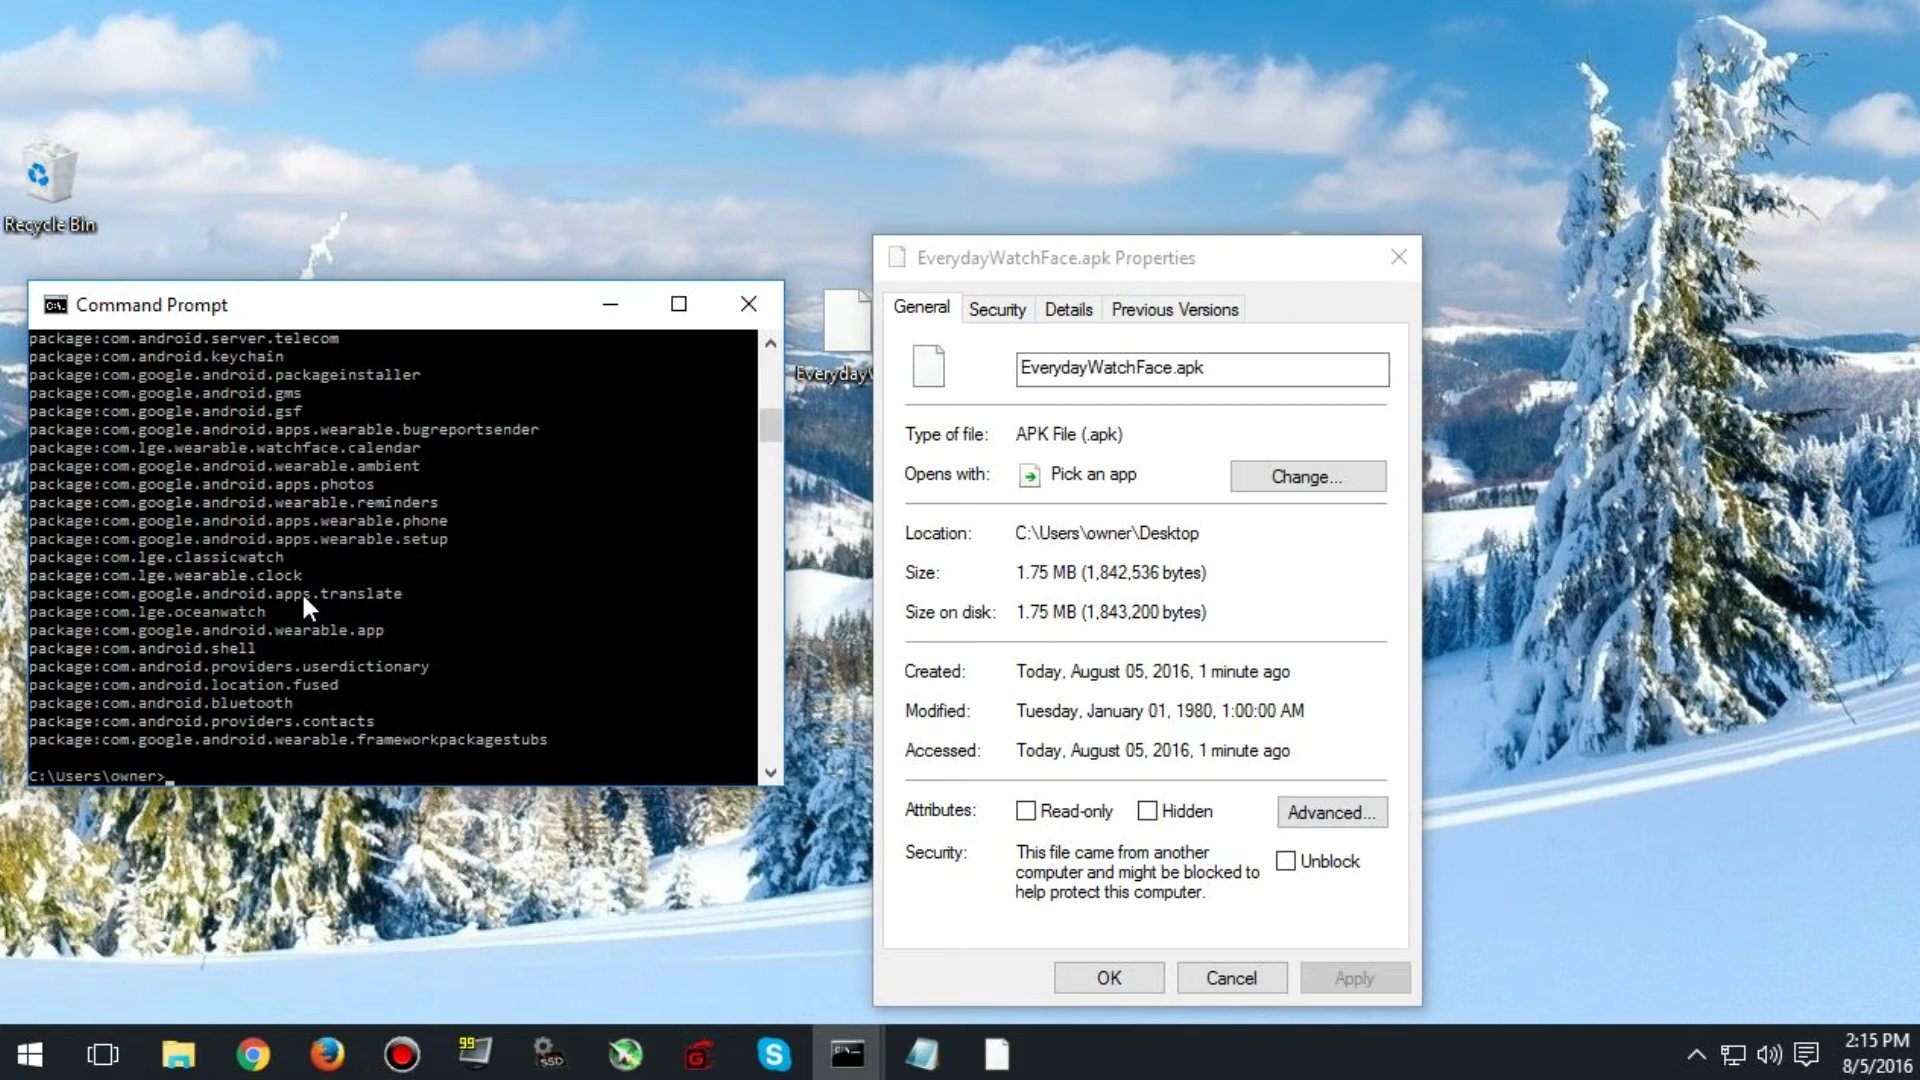 Recycle Bin
Command Prompt
package:com.android.server.telecom
package:com.android.keychain
package:com.google.android.packageinstaller
package:com.google.android.gms
package:com.google.android.gsf
package:com.google.android.apps.wearable.bugreportsender
package:com.lge.wearable.watchface.calendar
package:com.google.android.wearable.ambient
package:com.google.android.apps.photos
package:com.google.android.wearable.reminders
package:com.google.android.apps.wearable.phone
package:com.google.android.apps.wearable.setup
package:com.lge.classicwatch
package:com.lge.wearable.clock
package:com.google.android.apps.translate
package:com.lge.oceanwatch
package:com.google.android.wearable.app
package:com.android.shell
package:com.android.providers.userdictionary
package:com.android.location.fused
package:com.android.bluetooth
package:com.android.providers.contacts
package:com.google.android.wearable.frameworkpackagestubs
C:\Users\owner>_
EverydayW
EverydayWatchFace.apk Properties
General Security Details Previous Versions
EverydayWatchFace.apk
Type of file: APK File (.apk)
Opens with: Pick an app Change...
Location: C:\Users\owner\Desktop
Size: 1.75 MB (1,842,536 bytes)
Size on disk: 1.75 MB (1,843,200 bytes)
Created: Today, August 05, 2016, 1 minute ago
Modified: Tuesday, January 01, 1980, 1:00:00 AM
Accessed: Today, August 05, 2016, 1 minute ago
Attributes: Read-only Hidden Advanced...
Security: This file came from another
computer and might be blocked to
help protect this computer.
Unblock
OK Cancel Apply
99
SSD
2:15 PM
8/5/2016